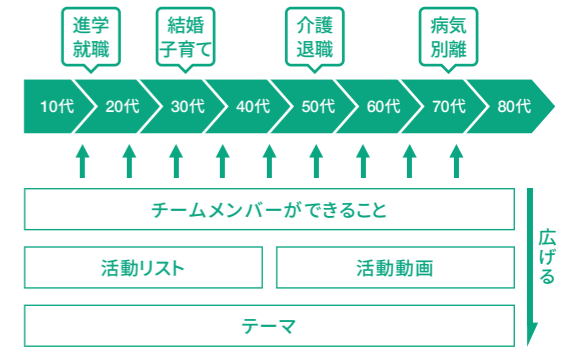 進学
就職
結婚
子育て
介護
退職
病気
別離
10代
20代
30代
40代
50代
60代
70代
80代
チームメンバーができること
活動リスト
活動動画
テーマ
広げる